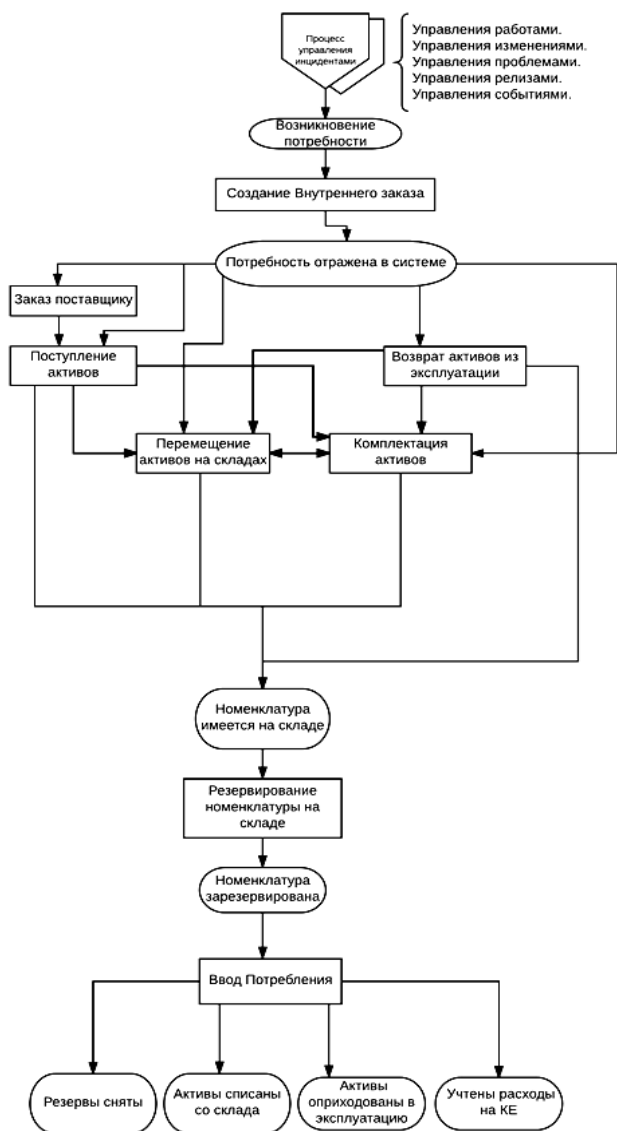 Процесс
управления
инцидентами
Управления работами.
Управления изменениями.
Управления проблемами.
Управления релизами.
Управления событиями.
Возникновение
потребности
Создание Внутреннего заказа
Потребность отражена в системе
Заказ поставщику
Поступление
активов
Возврат активов из
эксплуатации
Перемещение
активов на складах
Комплектация
активов
Номенклатура
имеется на складе
Резервирование
номенклатуры на
складе
Номенклатура
зарезервирована
Ввод Потребления
Резервы сняты
Активы списаны
со склада
Активы
оприходованы в
эксплуатацию
Учтены расходы
на КЕ